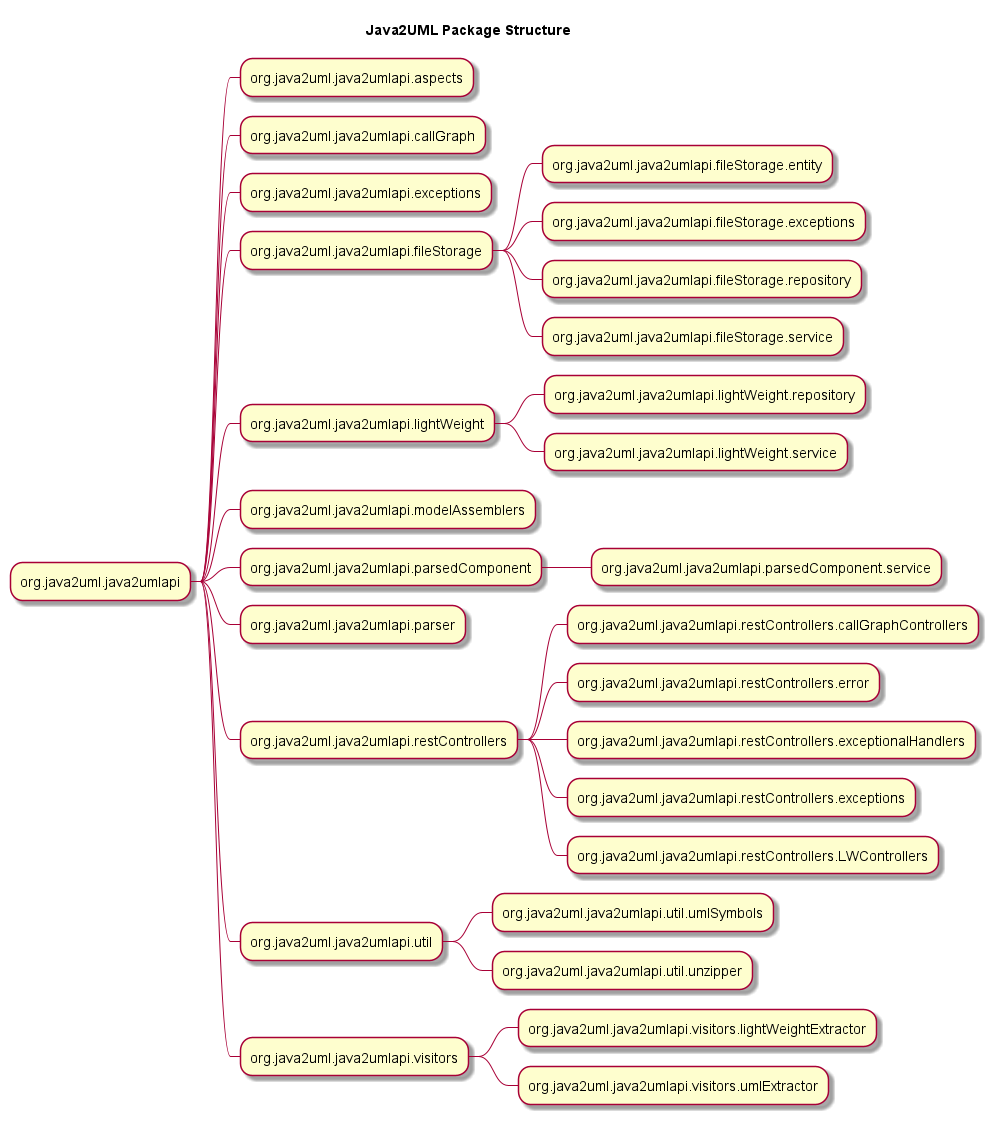 Java2UML Package Structure
org.java2uml.java2umlapi
org.java2uml.java2umlapi.aspects
org.java2uml.java2umlapi.callGraph
org.java2uml.java2umlapi.exceptions
org.java2uml.java2umlapi.fileStorage
org.java2uml.java2umlapi.fileStorage.entity
org.java2uml.java2umlapi.fileStorage.exceptions
org.java2uml.java2umlapi.fileStorage.repository
org.java2uml.java2umlapi.fileStorage.service
org.java2uml.java2umlapi.lightWeight
org.java2uml.java2umlapi.lightWeight.repository
org.java2uml.java2umlapi.lightWeight.service
org.java2uml.java2umlapi.modelAssemblers
org.java2uml.java2umlapi.parsedComponent
org.java2uml.java2umlapi.parsedComponent.service
org.java2uml.java2umlapi.parser
org.java2uml.java2umlapi.restControllers
org.java2uml.java2umlapi.restControllers.callGraphControllers
org.java2uml.java2umlapi.restControllers.error
org.java2uml.java2umlapi.restControllers.exceptionalHandlers
org.java2uml.java2umlapi.restControllers.exceptions
org.java2uml.java2umlapi.restControllers.LWControllers
org.java2uml.java2umlapi.util
org.java2uml.java2umlapi.util.umlSymbols
org.java2uml.java2umlapi.util.unzipper
org.java2uml.java2umlapi.visitors
org.java2uml.java2umlapi.visitors.lightWeightExtractor
org.java2uml.java2umlapi.visitors.umlExtractor